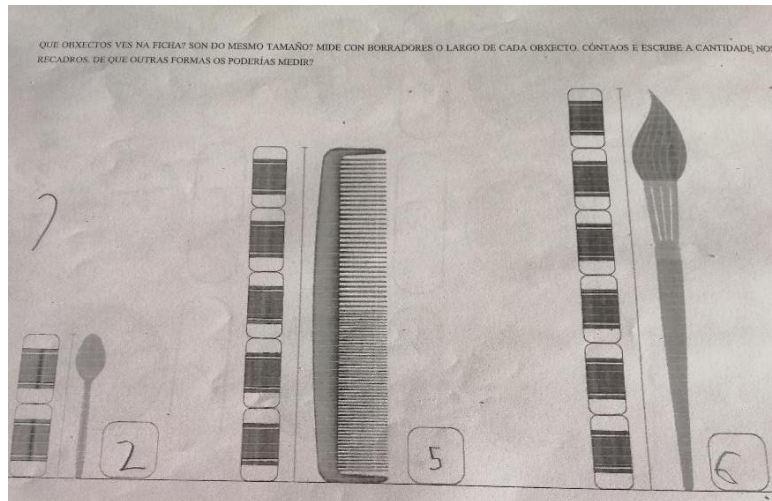 QUE OBXECTOS VES NA FICHA? SON DO MESMO TAMAÑO? MIDE CON BORRADORES O LARGO DE CADA OBXECTO. CÓNTAOS E ESCRIBE A CANTIDADE NOS
RECADROS. DE QUE OUTRAS FORMAS OS PODERÍAS MEDIR?
2
5
6